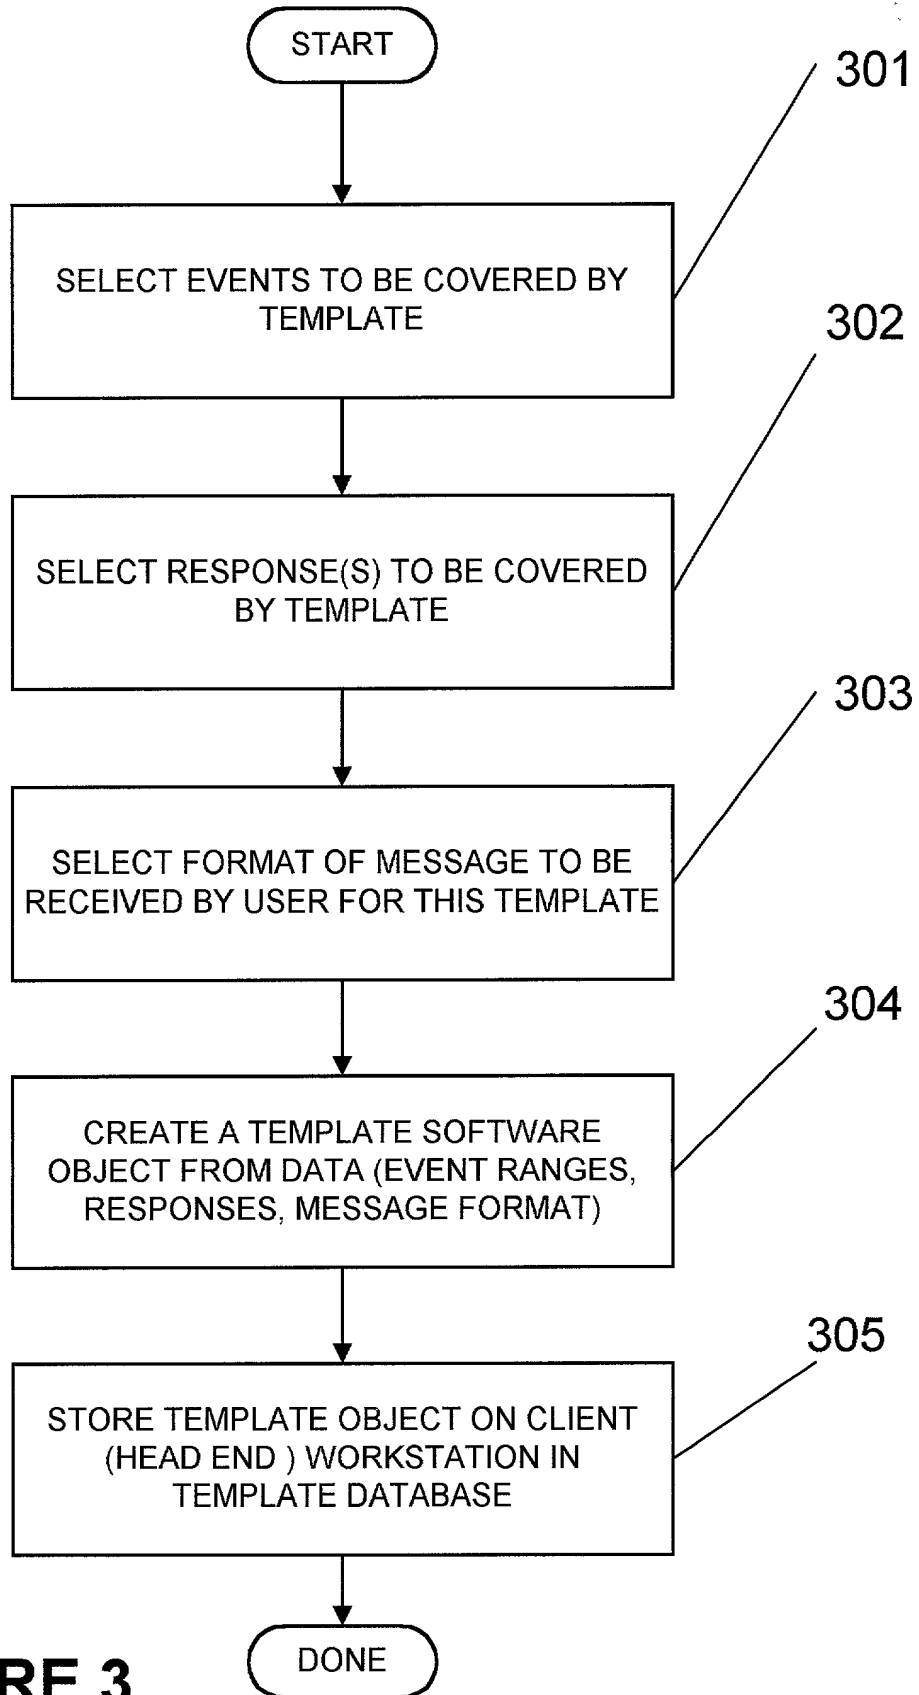 START
301
SELECT EVENTS TO BE COVERED BY
TEMPLATE
302
SELECT RESPONSE(S) TO BE COVERED
BY TEMPLATE
303
SELECT FORMAT OF MESSAGE TO BE
RECEIVED BY USER FOR THIS TEMPLATE
304
CREATE A TEMPLATE SOFTWARE
OBJECT FROM DATA (EVENT RANGES,
RESPONSES, MESSAGE FORMAT)
305
STORE TEMPLATE OBJECT ON CLIENT
(HEAD END ) WORKSTATION IN
TEMPLATE DATABASE
DONE
RE 3